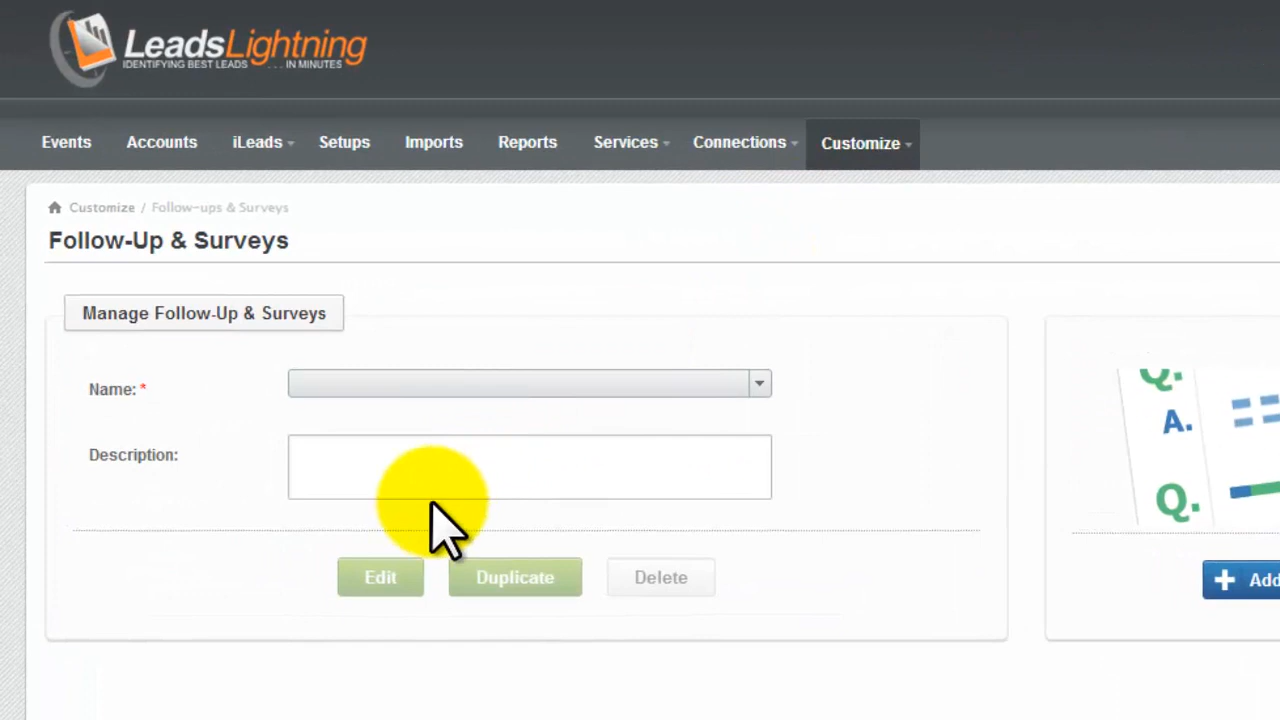 LeadsLightning
IDENTIFYING BEST LEADS . . . IN MINUTES
Events Accounts iLeads Setups Imports Reports Services Connections Customize
Customize / Follow-ups & Surveys
Follow-Up & Surveys
Manage Follow-Up & Surveys
Name: *
Description:
Edit Duplicate Delete
Q.
A.
Q.
+ Add